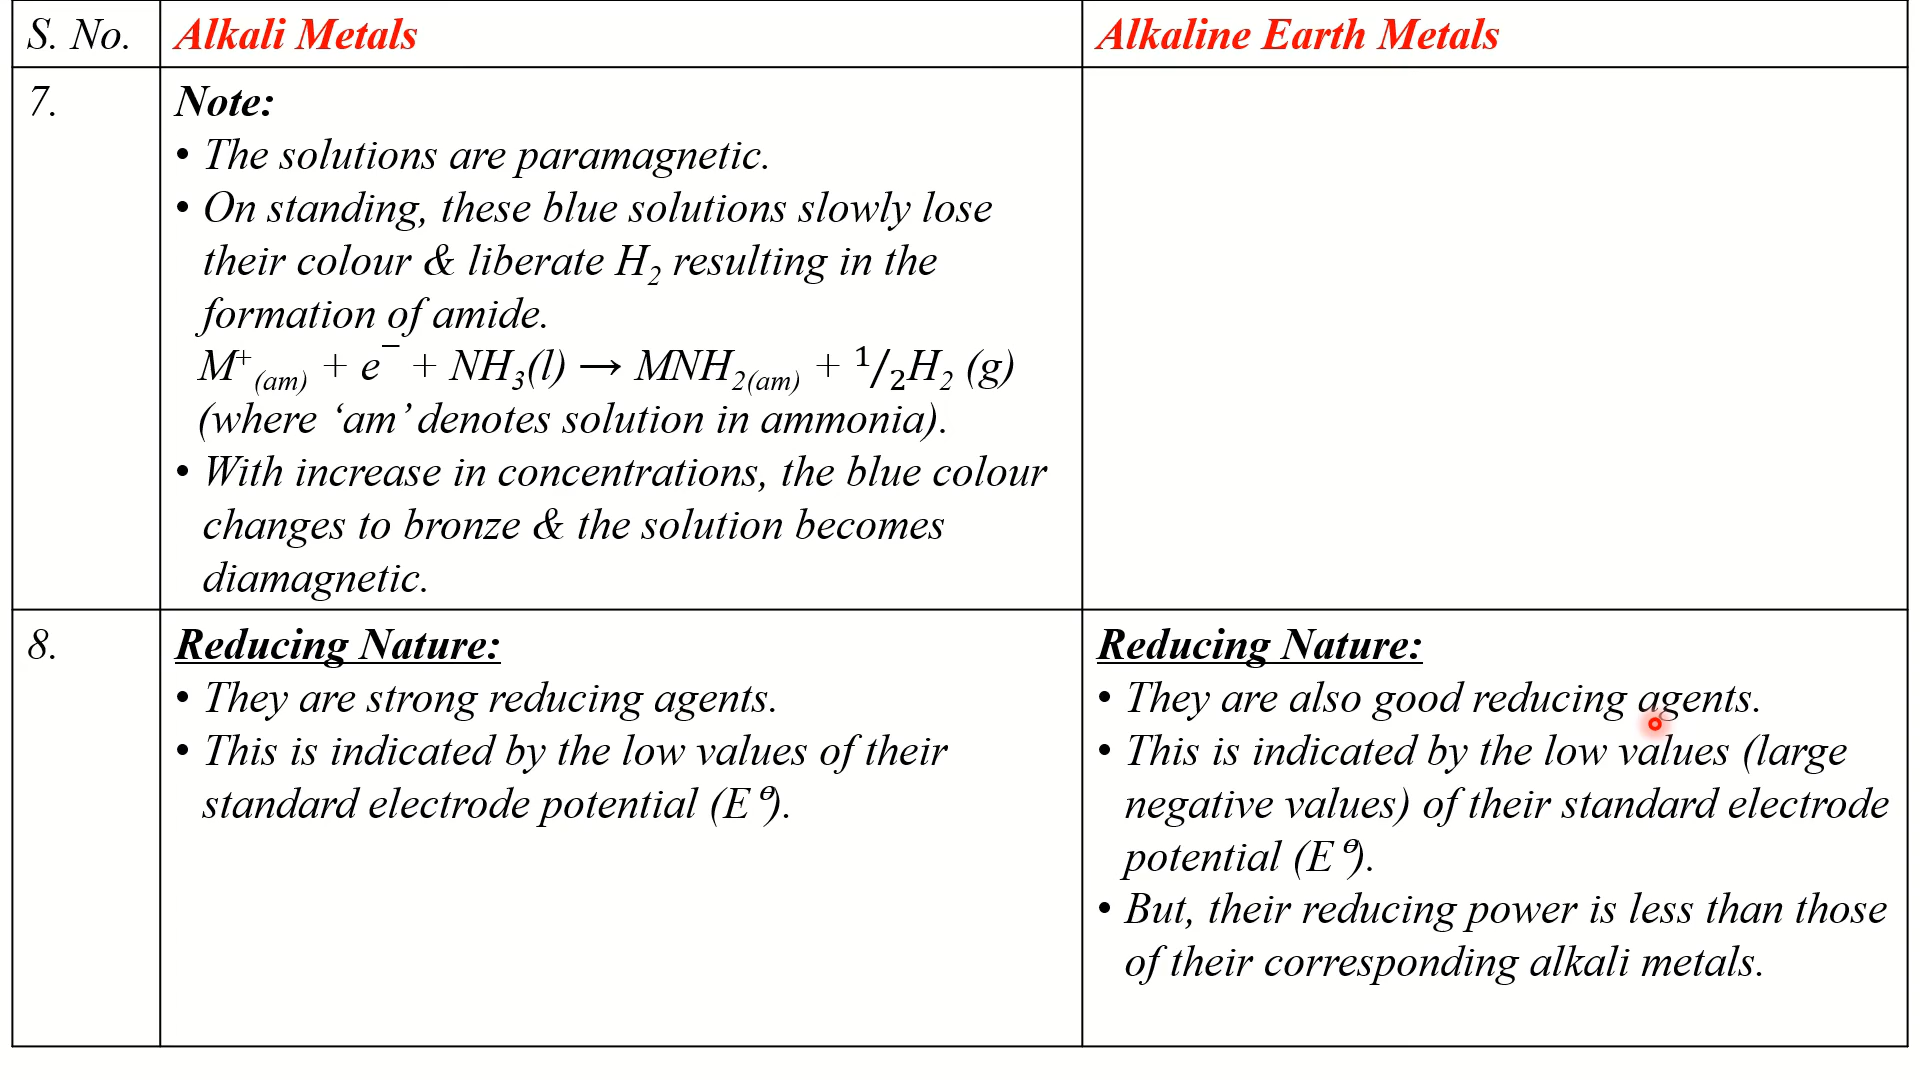 S. No.
Alkali Metals
Alkaline Earth Metals
7.
Note:
• The solutions are paramagnetic.
• On standing, these blue solutions slowly lose
their colour & liberate H₂ resulting in the
formation of amide.
M⁺(am) + e⁻ + NH₃(l) → MNH₂(am) + ¹/₂H₂ (g)
(where ‘am’ denotes solution in ammonia).
• With increase in concentrations, the blue colour
changes to bronze & the solution becomes
diamagnetic.
8.
Reducing Nature:
• They are strong reducing agents.
• This is indicated by the low values of their
standard electrode potential (E⊖).
Reducing Nature:
• They are also good reducing agents.
• This is indicated by the low values (large
negative values) of their standard electrode
potential (E⊖).
• But, their reducing power is less than those
of their corresponding alkali metals.